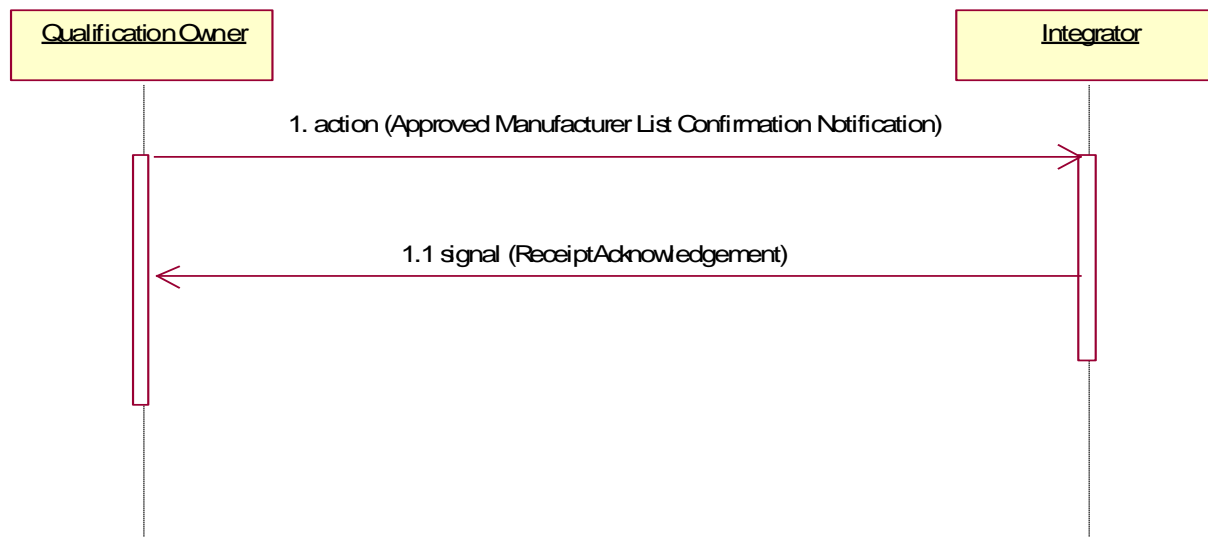 Qualification Owner
Integrator
1. action (Approved Manufacturer List Confirmation Notification)
1.1 signal (ReceiptAcknowledgement)